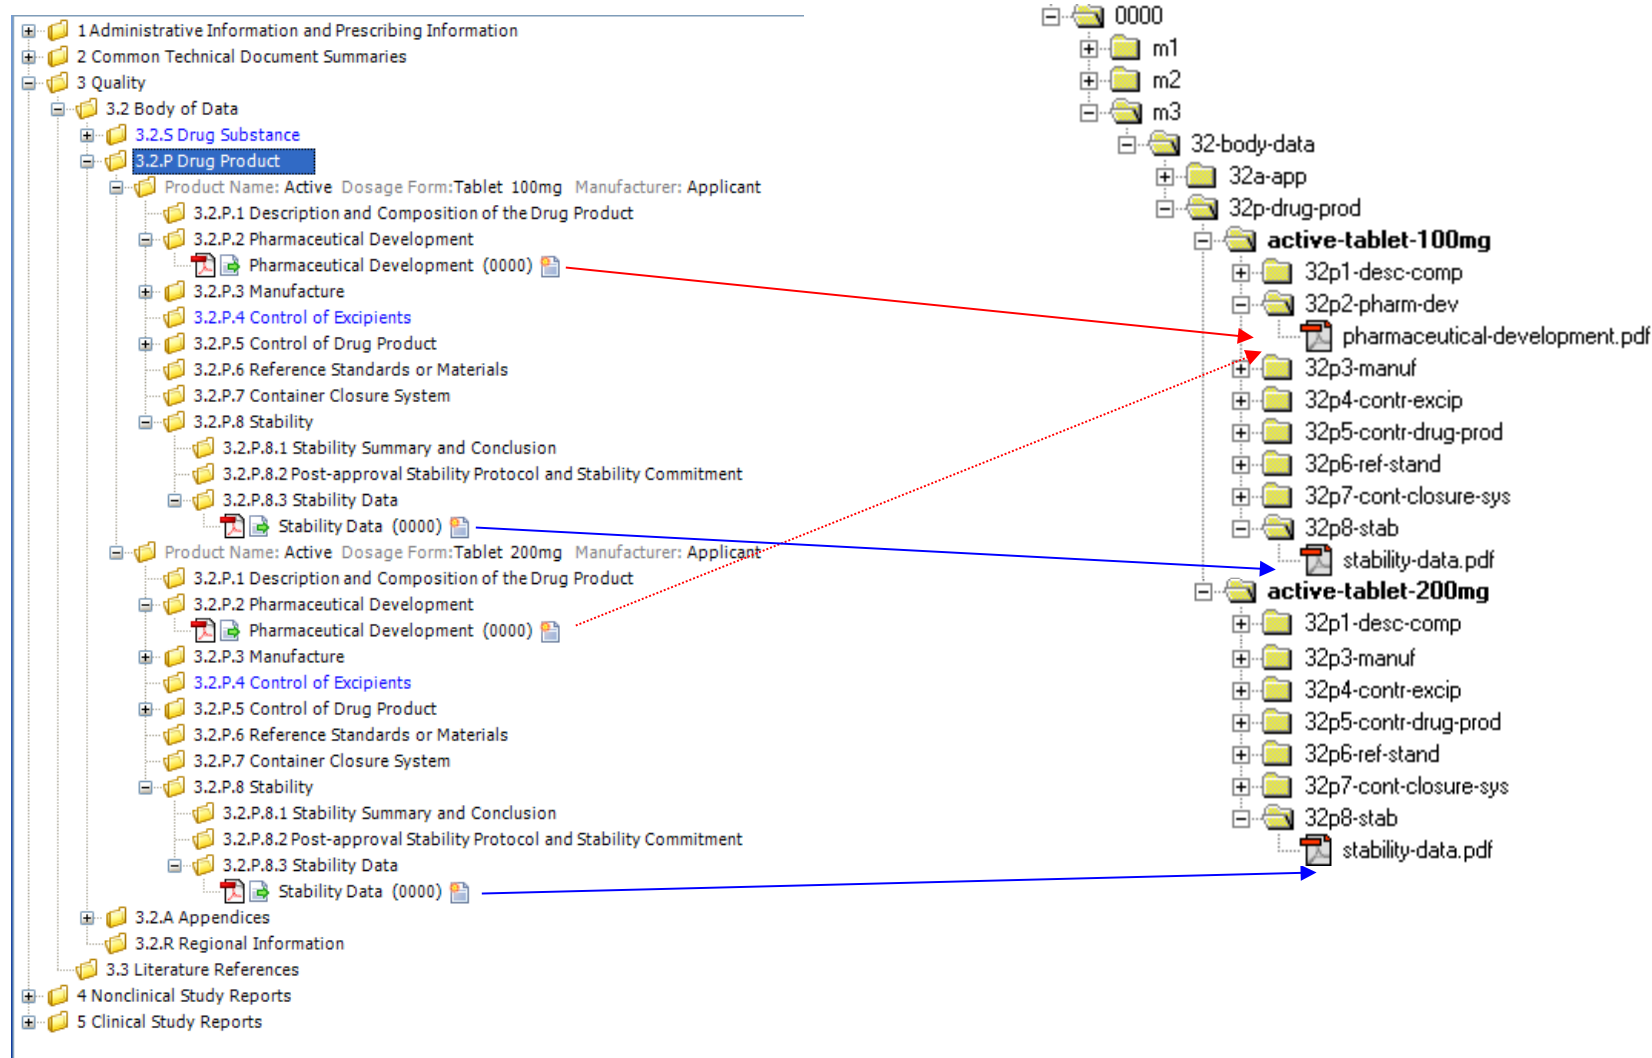 1 Administrative Information and Prescribing Information
2 Common Technical Document Summaries
3 Quality
3.2 Body of Data
3.2.S Drug Substance
3.2.P Drug Product
Product Name: Active Dosage Form:Tablet 100mg Manufacturer: Applicant
3.2.P.1 Description and Composition of the Drug Product
3.2.P.2 Pharmaceutical Development
Pharmaceutical Development (0000)
3.2.P.3 Manufacture
3.2.P.4 Control of Excipients
3.2.P.5 Control of Drug Product
3.2.P.6 Reference Standards or Materials
3.2.P.7 Container Closure System
3.2.P.8 Stability
3.2.P.8.1 Stability Summary and Conclusion
3.2.P.8.2 Post-approval Stability Protocol and Stability Commitment
3.2.P.8.3 Stability Data
Stability Data (0000)
Product Name: Active Dosage Form:Tablet 200mg Manufacturer: Applicant
3.2.P.1 Description and Composition of the Drug Product
3.2.P.2 Pharmaceutical Development
Pharmaceutical Development (0000)
3.2.P.3 Manufacture
3.2.P.4 Control of Excipients
3.2.P.5 Control of Drug Product
3.2.P.6 Reference Standards or Materials
3.2.P.7 Container Closure System
3.2.P.8 Stability
3.2.P.8.1 Stability Summary and Conclusion
3.2.P.8.2 Post-approval Stability Protocol and Stability Commitment
3.2.P.8.3 Stability Data
Stability Data (0000)
3.2.A Appendices
3.2.R Regional Information
3.3 Literature References
4 Nonclinical Study Reports
5 Clinical Study Reports
0000
m1
m2
m3
32-body-data
32a-app
32p-drug-prod
active-tablet-100mg
32p1-desc-comp
32p2-pharm-dev
pharmaceutical-development.pdf
32p3-manuf
32p4-contr-excip
32p5-contr-drug-prod
32p6-ref-stand
32p7-cont-closure-sys
32p8-stab
stability-data.pdf
active-tablet-200mg
32p1-desc-comp
32p3-manuf
32p4-contr-excip
32p5-contr-drug-prod
32p6-ref-stand
32p7-cont-closure-sys
32p8-stab
stability-data.pdf